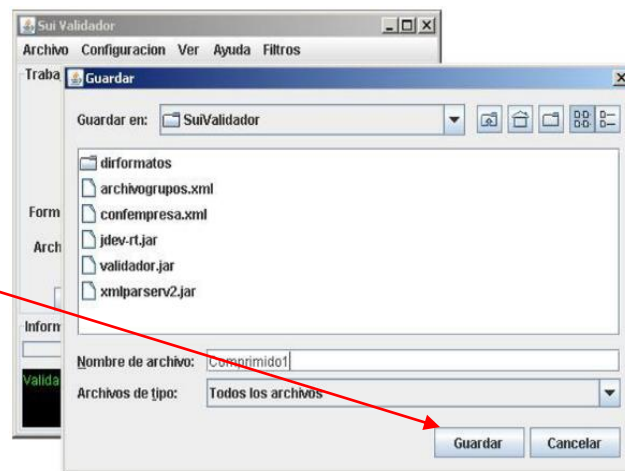 Sui Validador
Archivo Configuracion Ver Ayuda Filtros
Traba
Guardar
Guardar en: SuiValidador
dirformatos
archivogrupos.xml
confempresa.xml
jdev-rt.jar
validador.jar
xmlparserv2.jar
Form
Arch
Inform
Valida
Nombre de archivo: Comprimido1
Archivos de tipo: Todos los archivos
Guardar Cancelar